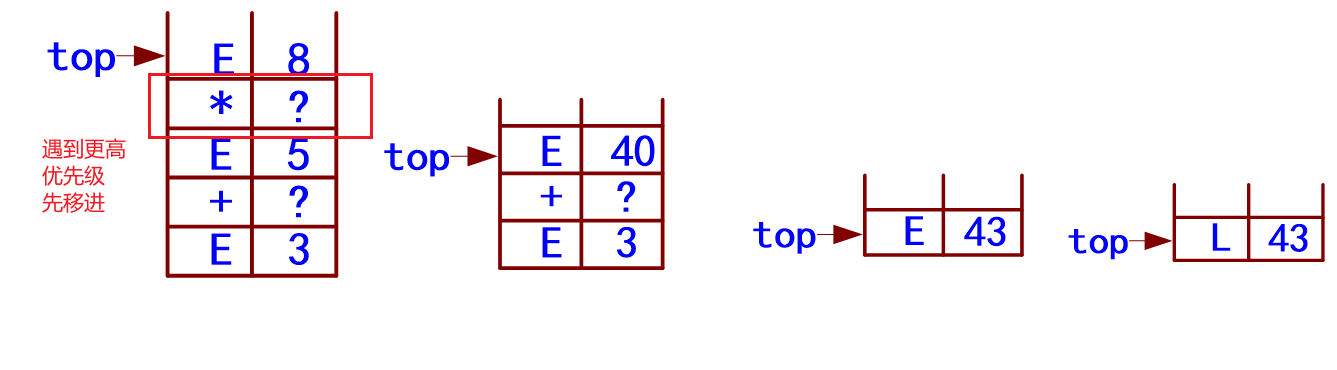 top E 8
* ?
E 5
+ ?
E 3
遇到更高
优先级
先移进
top E 40
+ ?
E 3
top E 43
top L 43